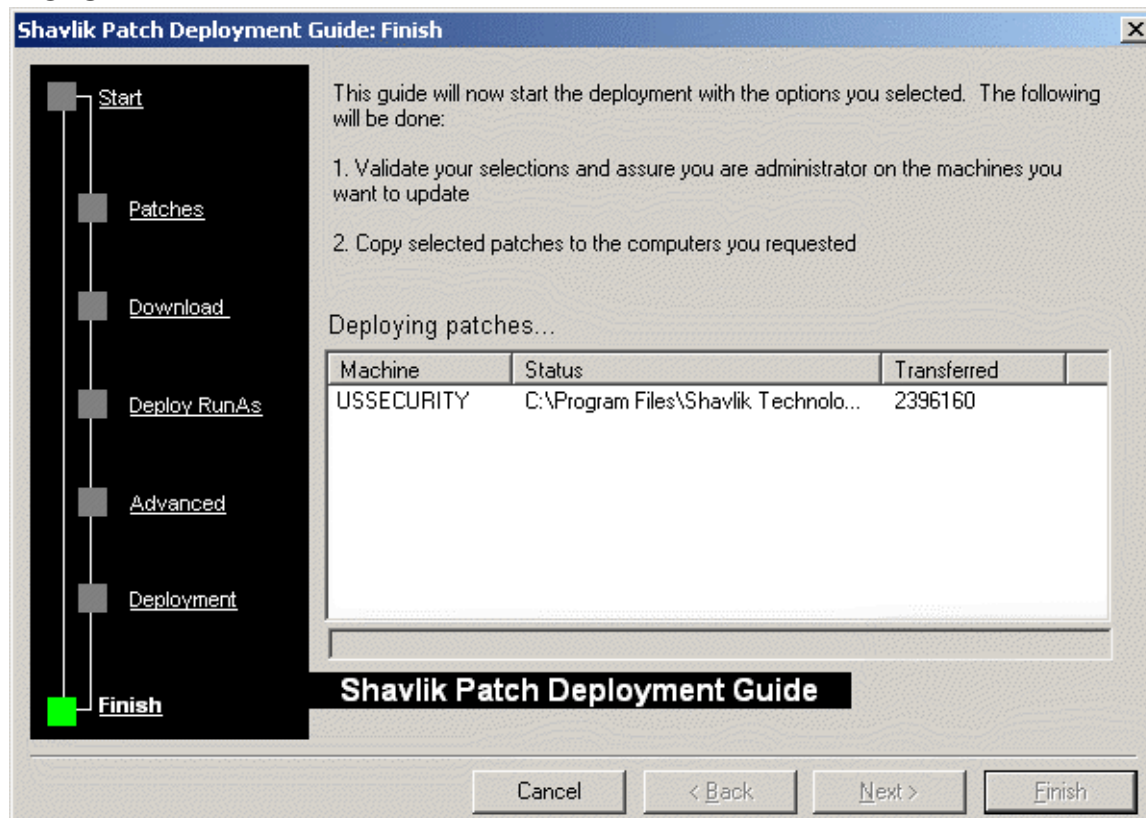 Shavlik Patch Deployment Guide: Finish
Start
Patches
Download
Deploy RunAs
Advanced
Deployment
Finish
This guide will now start the deployment with the options you selected. The following
will be done:
1. Validate your selections and assure you are administrator on the machines you
want to update
2. Copy selected patches to the computers you requested
Deploying patches...
Machine Status Transferred
USSECURITY C:\Program Files\Shavlik Technolo... 2396160
Shavlik Patch Deployment Guide
Cancel < Back Next > Finish